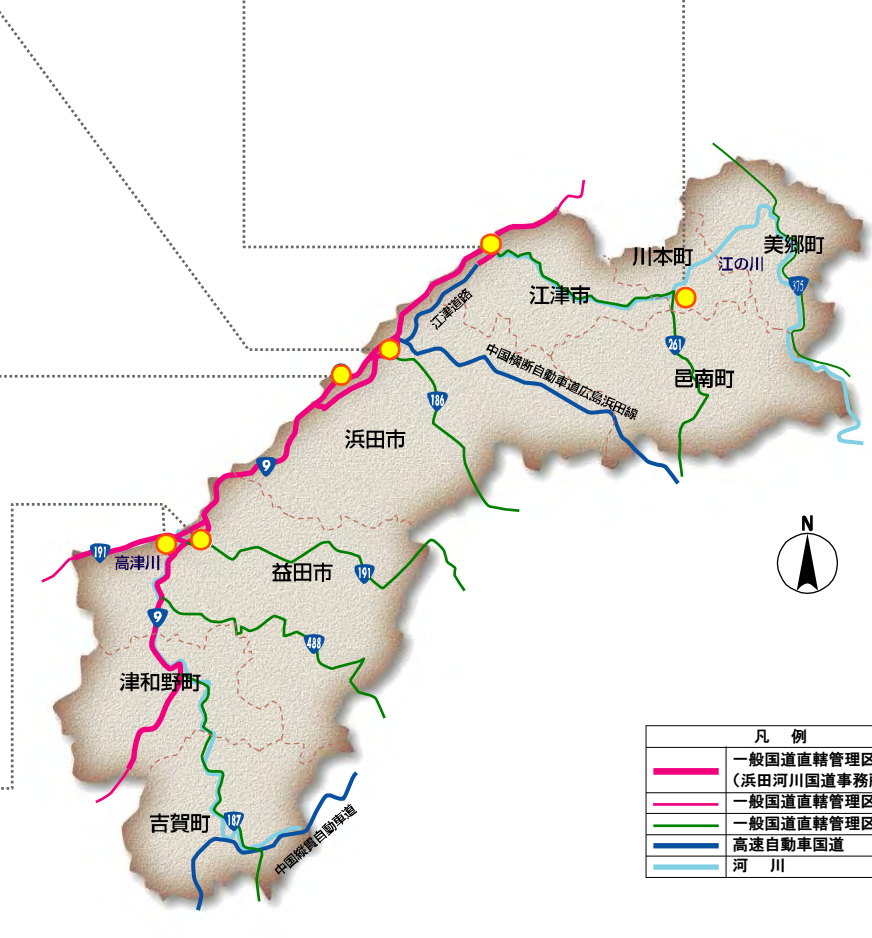 川本町
美郷町
江の川
375
江津市
江津道路
261
中国横断自動車道広島浜田線
邑南町
186
浜田市
9
191
高津川
益田市
191
N
9
488
津和野町
吉賀町
187
中国縦貫自動車道
凡 例
一般国道直轄管理区
(浜田河川国道事務所
一般国道直轄管理区
一般国道直轄管理区
高速自動車国道
河 川